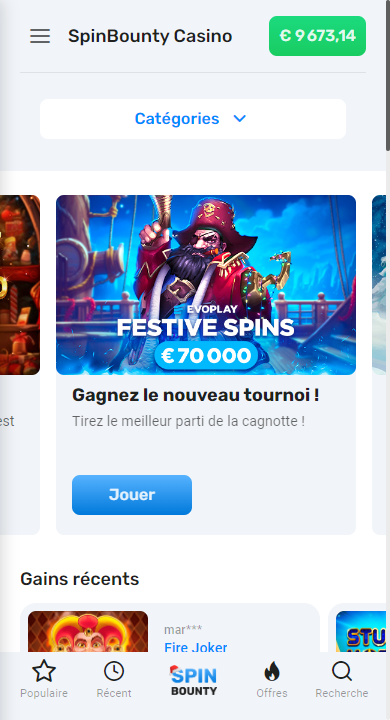 SpinBounty Casino
€ 9 673,14
Catégories
EVOPLAY
FESTIVE SPINS
€70 000
est
Gagnez le nouveau tournoi !
Tirez le meilleur parti de la cagnotte !
Jouer
Gains récents
mar***
Fire Joker
STU
Populaire
Récent
SPIN
BOUNTY
Offres
Recherche